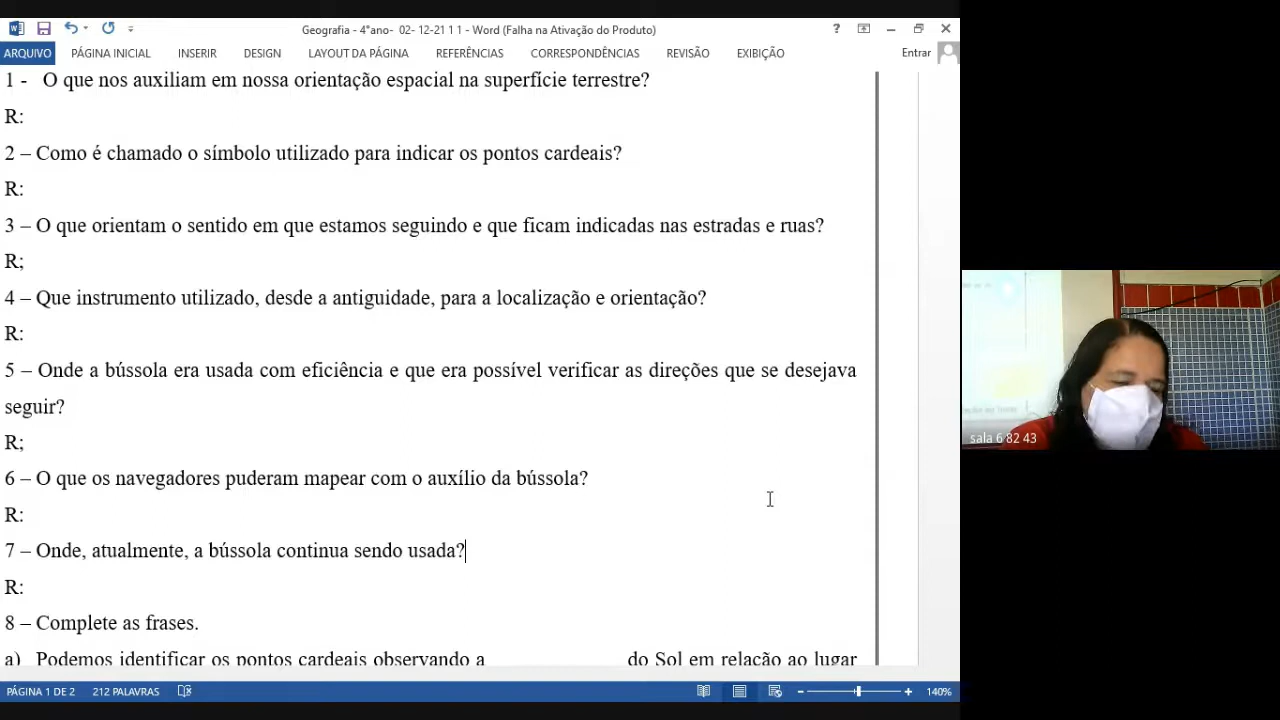 Geografia - 4°ano- 02- 12-21 1 1 - Word (Falha na Ativação do Produto)
ARQUIVO PÁGINA INICIAL INSERIR DESIGN LAYOUT DA PÁGINA REFERÊNCIAS CORRESPONDÊNCIAS REVISÃO EXIBIÇÃO Entrar
1 - O que nos auxiliam em nossa orientação espacial na superfície terrestre?
R:
2 – Como é chamado o símbolo utilizado para indicar os pontos cardeais?
R:
3 – O que orientam o sentido em que estamos seguindo e que ficam indicadas nas estradas e ruas?
R;
4 – Que instrumento utilizado, desde a antiguidade, para a localização e orientação?
R:
5 – Onde a bússola era usada com eficiência e que era possível verificar as direções que se desejava
seguir?
R;
6 – O que os navegadores puderam mapear com o auxílio da bússola?
R:
7 – Onde, atualmente, a bússola continua sendo usada?
R:
8 – Complete as frases.
a) Podemos identificar os pontos cardeais observando a do Sol em relação ao lugar
sala 6 82 43
PÁGINA 1 DE 2 212 PALAVRAS 140%